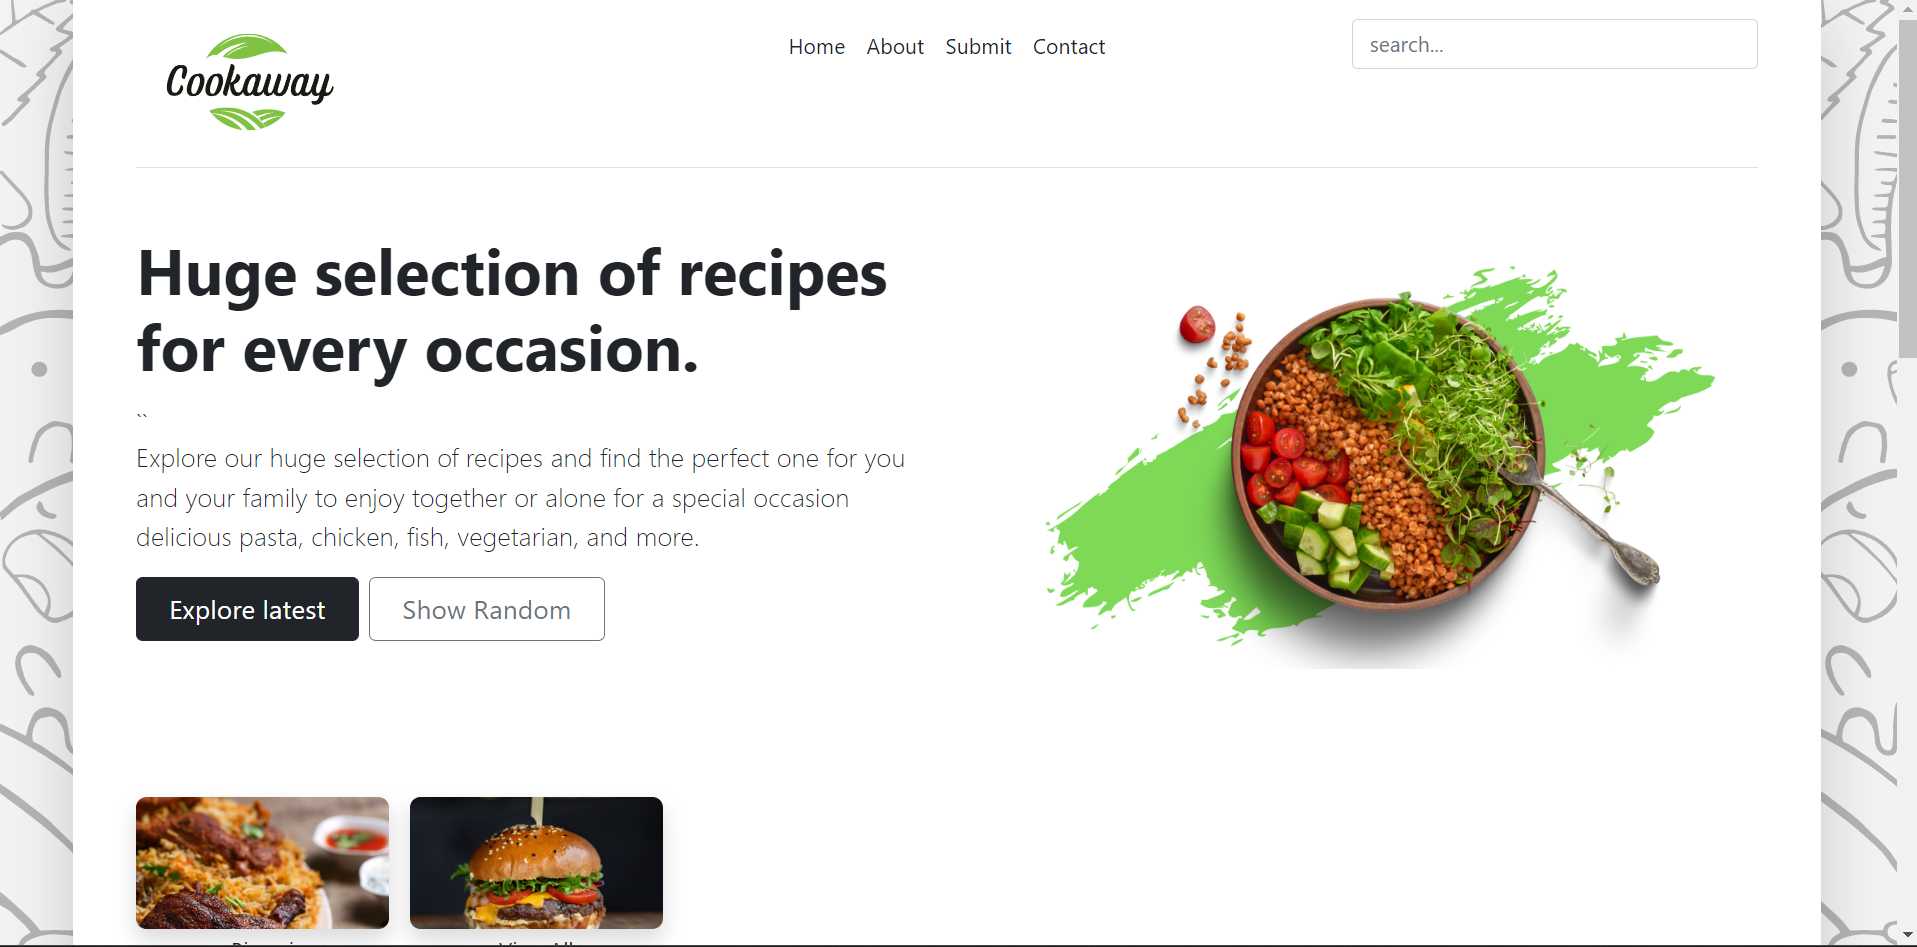 Cookaway
Home About Submit Contact
search...
Huge selection of recipes
for every occasion.
``
Explore our huge selection of recipes and find the perfect one for you
and your family to enjoy together or alone for a special occasion
delicious pasta, chicken, fish, vegetarian, and more.
Explore latest Show Random